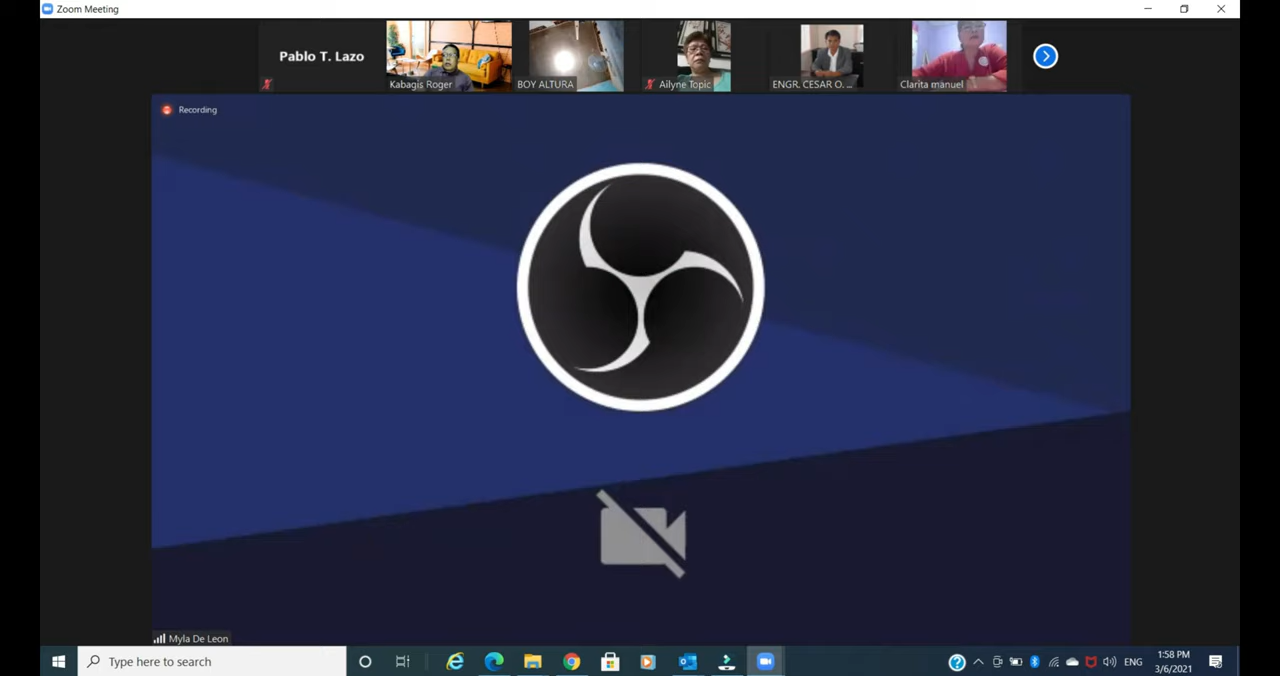 Zoom Meeting
Pablo T. Lazo
Kabagis Roger
BOY ALTURA
Ailyne Topic
ENGR. CESAR O. ...
Clarita manuel
Recording
Myla De Leon
Type here to search
ENG
1:58 PM
3/6/2021